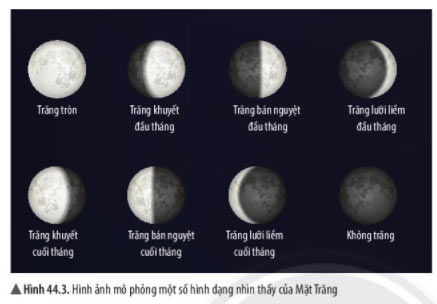 Trăng tròn
Trăng khuyết
đầu tháng
Trăng bán nguyệt
đầu tháng
Trăng lưỡi liềm
đầu tháng
Trăng khuyết
cuối tháng
Trăng bán nguyệt
cuối tháng
Trăng lưỡi liềm
cuối tháng
Không trăng
▲ Hình 44.3. Hình ảnh mô phỏng một số hình dạng nhìn thấy của Mặt Trăng